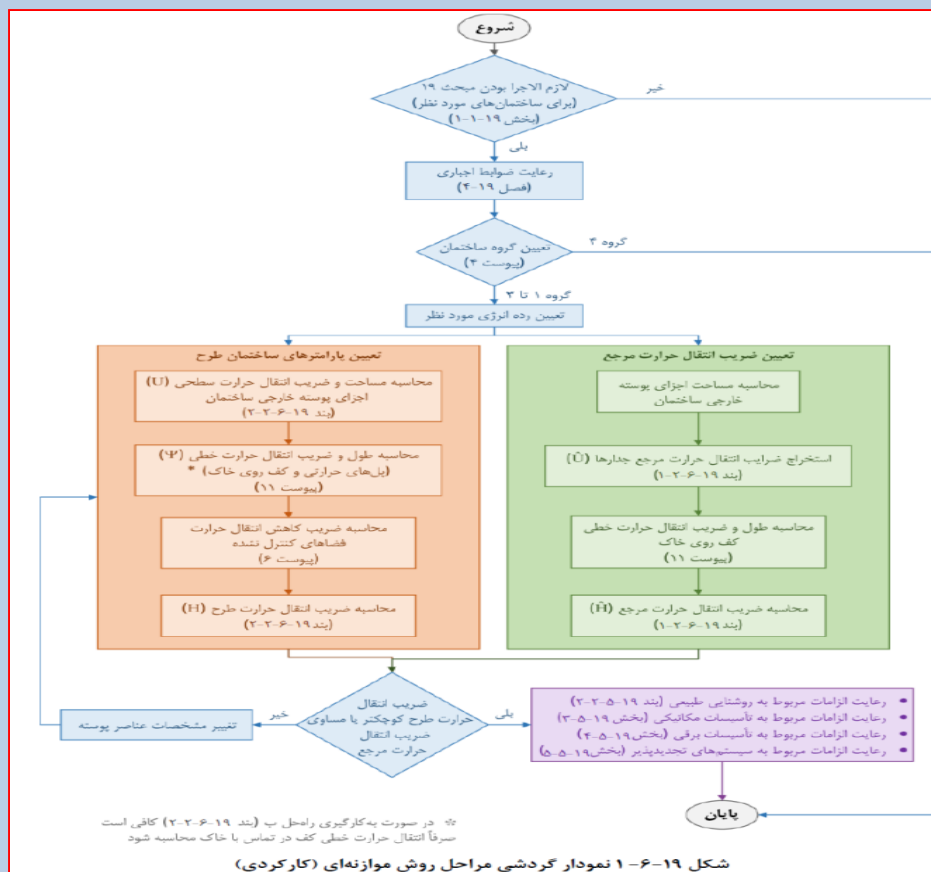 شروع
لازم الاجرا بودن مبحث ۱۹
(برای ساختمان‌های مورد نظر)
(بخش ۱۹-۱-۱)
خیر
بلی
رعایت ضوابط اجباری
(فصل ۱۹-۴)
تعیین گروه ساختمان
(پیوست ۴)
گروه ۴
گروه ۱ تا ۳
تعیین رده انرژی مورد نظر
تعیین ضریب انتقال حرارت مرجع
محاسبه مساحت اجزای پوسته
خارجی ساختمان
استخراج ضرایب انتقال حرارت مرجع جدارها (Û)
(بند ۱۹-۶-۲-۱)
محاسبه طول و ضریب انتقال حرارت خطی
کف روی خاک
(پیوست ۱۱)
محاسبه ضریب انتقال حرارت مرجع (Ĥ)
(بند ۱۹-۶-۲-۱)
تعیین پارامترهای ساختمان طرح
محاسبه مساحت و ضریب انتقال حرارت سطحی (U)
اجزای پوسته خارجی ساختمان
(بند ۱۹-۶-۲-۲)
محاسبه طول و ضریب انتقال حرارت خطی (Ψ)
(پل‌های حرارتی و کف روی خاک) *
(پیوست ۱۱)
محاسبه ضریب کاهش انتقال حرارت
فضاهای کنترل نشده
(پیوست ۶)
محاسبه ضریب انتقال حرارت طرح (H)
(بند ۱۹-۶-۲-۲)
ضریب
انتقال
حرارت طرح کوچکتر یا مساوی
ضریب
انتقال
حرارت مرجع
بلی
خیر
تغییر مشخصات عناصر پوسته
• رعایت الزامات مربوط به روشنایی طبیعی (بند ۱۹-۵-۲-۲)
• رعایت الزامات مربوط به تأسیسات مکانیکی (بخش ۱۹-۵-۳)
• رعایت الزامات مربوط به تأسیسات برقی (بخش ۱۹-۵-۴)
• رعایت الزامات مربوط به سیستم‌های تجدیدپذیر (بخش ۱۹-۵-۵)
پایان
* در صورت به‌کارگیری راه‌حل ب (بند ۱۹-۶-۲-۲) کافی است
صرفاً انتقال حرارت خطی کف در تماس با خاک محاسبه شود
شکل ۱۹-۶-۱ نمودار گردشی مراحل روش موازنه‌ای (کارکردی)